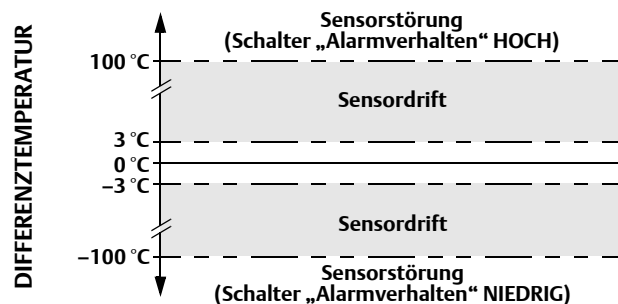 DIFFERENZTEMPERATUR
Sensorstörung
(Schalter „Alarmverhalten“ HOCH)
100 °C
Sensordrift
3 °C
0 °C
–3 °C
Sensordrift
–100 °C
Sensorstörung
(Schalter „Alarmverhalten“ NIEDRIG)